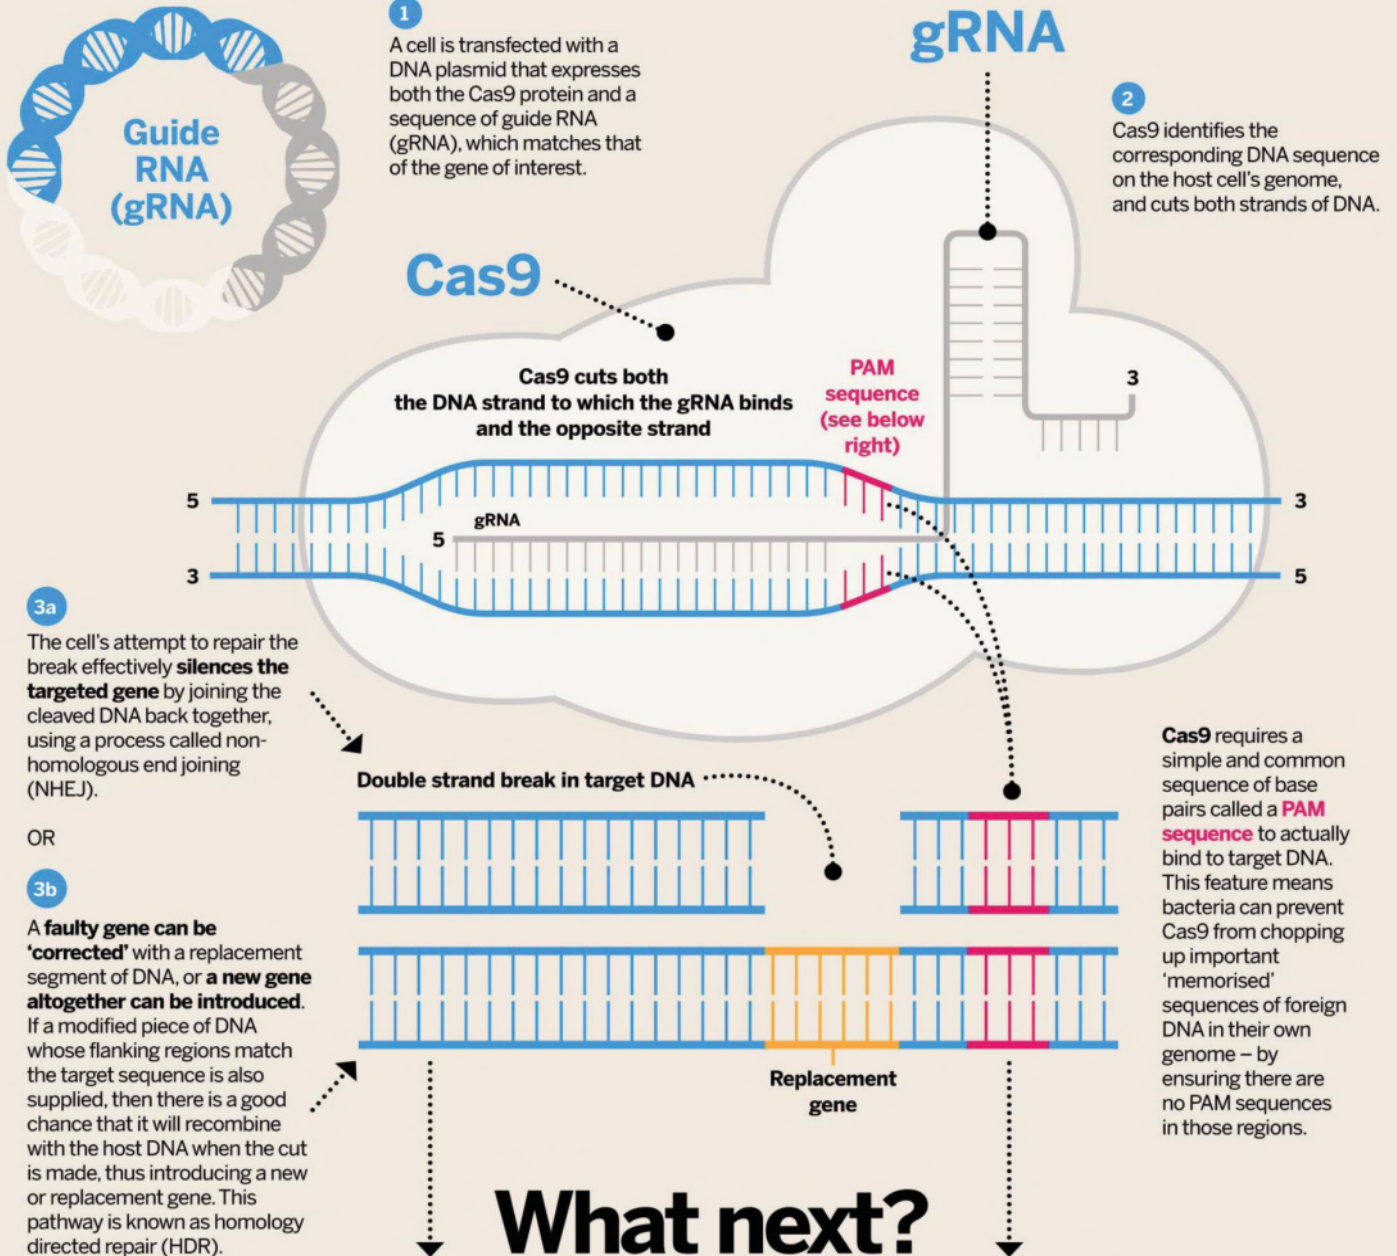 Guide
RNA
(gRNA)
1
A cell is transfected with a
DNA plasmid that expresses
both the Cas9 protein and a
sequence of guide RNA
(gRNA), which matches that
of the gene of interest.
gRNA
2
Cas9 identifies the
corresponding DNA sequence
on the host cell's genome,
and cuts both strands of DNA.
Cas9
Cas9 cuts both
the DNA strand to which the gRNA binds
and the opposite strand
PAM
sequence
(see below
right)
3
5
3
gRNA
5
3
5
3a
The cell's attempt to repair the
break effectively silences the
targeted gene by joining the
cleaved DNA back together,
using a process called non-
homologous end joining
(NHEJ).
OR
3b
A faulty gene can be
'corrected' with a replacement
segment of DNA, or a new gene
altogether can be introduced.
If a modified piece of DNA
whose flanking regions match
the target sequence is also
supplied, then there is a good
chance that it will recombine
with the host DNA when the cut
is made, thus introducing a new
or replacement gene. This
pathway is known as homology
directed repair (HDR).
Double strand break in target DNA
Replacement
gene
Cas9 requires a
simple and common
sequence of base
pairs called a PAM
sequence to actually
bind to target DNA.
This feature means
bacteria can prevent
Cas9 from chopping
up important
'memorised'
sequences of foreign
DNA in their own
genome – by
ensuring there are
no PAM sequences
in those regions.
What next?